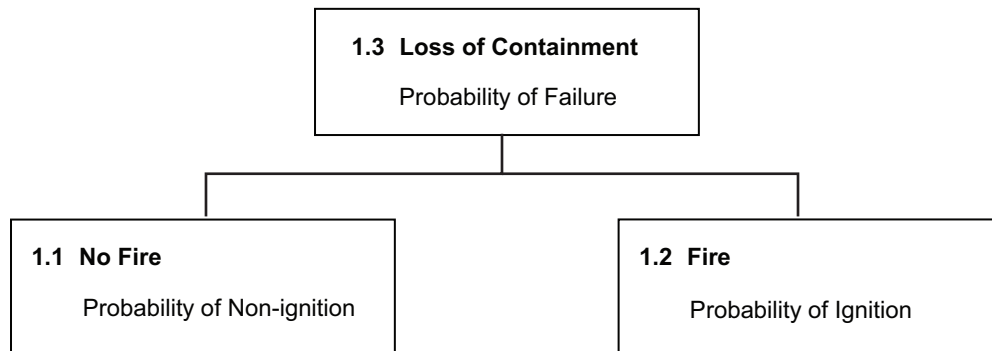 1.3 Loss of Containment
Probability of Failure
1.1 No Fire
Probability of Non-ignition
1.2 Fire
Probability of Ignition